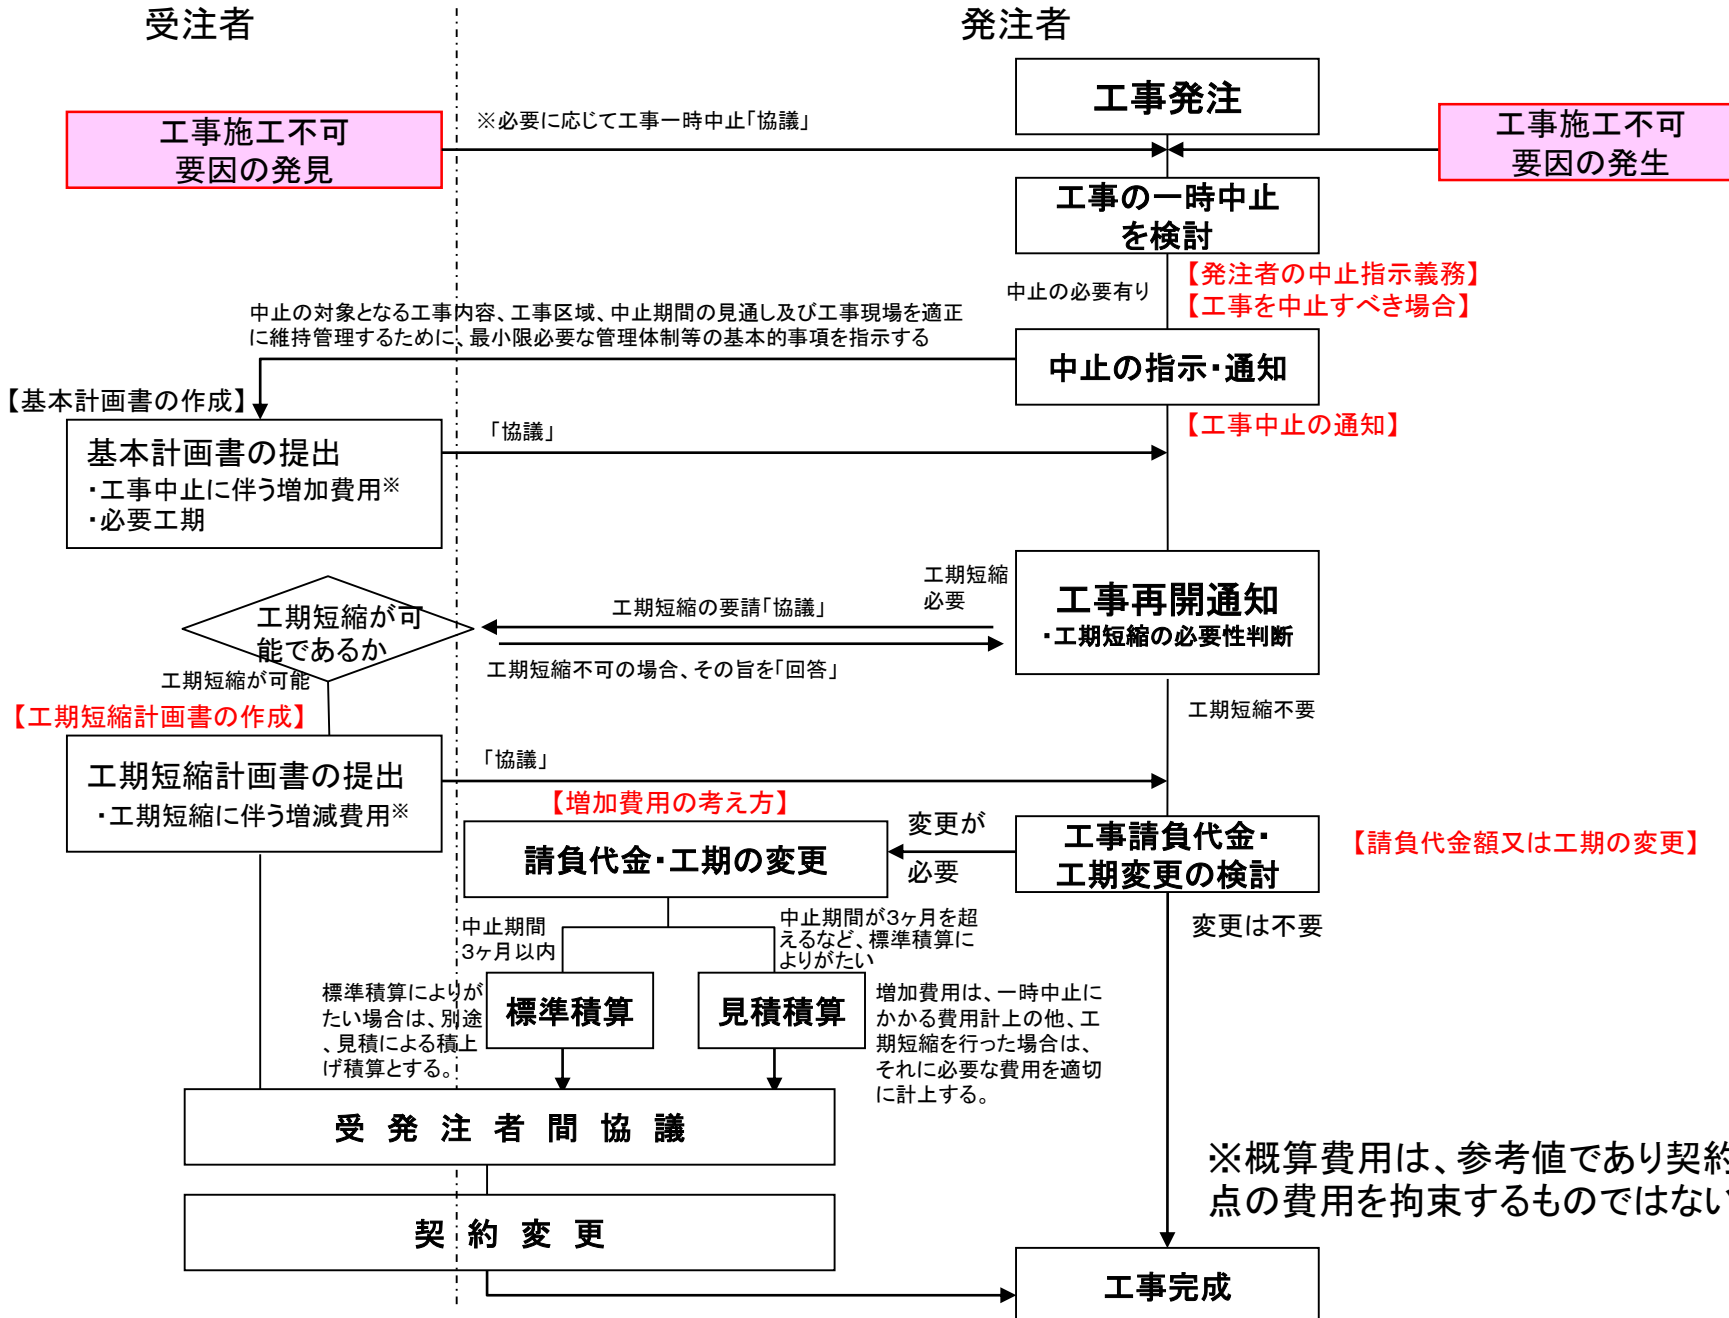 受注者
発注者
工事発注
工事施工不可
要因の発見
※必要に応じて工事一時中止「協議」
工事施工不可
要因の発生
工事の一時中止
を検討
【発注者の中止指示義務】
【工事を中止すべき場合】
中止の必要有り
中止の対象となる工事内容、工事区域、中止期間の見通し及び工事現場を適正
に維持管理するために、最小限必要な管理体制等の基本的事項を指示する
中止の指示・通知
【基本計画書の作成】
【工事中止の通知】
基本計画書の提出
・工事中止に伴う増加費用※
・必要工期
「協議」
工期短縮
必要
工事再開通知
・工期短縮の必要性判断
工期短縮の要請「協議」
工期短縮が可
能であるか
工期短縮不可の場合、その旨を「回答」
工期短縮が可能
工期短縮不要
【工期短縮計画書の作成】
工期短縮計画書の提出
・工期短縮に伴う増減費用※
「協議」
【増加費用の考え方】
請負代金・工期の変更
変更が
必要
工事請負代金・
工期変更の検討
【請負代金額又は工期の変更】
変更は不要
中止期間
3ヶ月以内
中止期間が3ヶ月を超
えるなど、標準積算に
よりがたい
標準積算によりが
たい場合は、別途
、見積による積上
げ積算とする。
標準積算
見積積算
増加費用は、一時中止に
かかる費用計上の他、工
期短縮を行った場合は、
それに必要な費用を適切
に計上する。
受発注者間協議
※概算費用は、参考値であり契約
点の費用を拘束するものではない
契約変更
工事完成